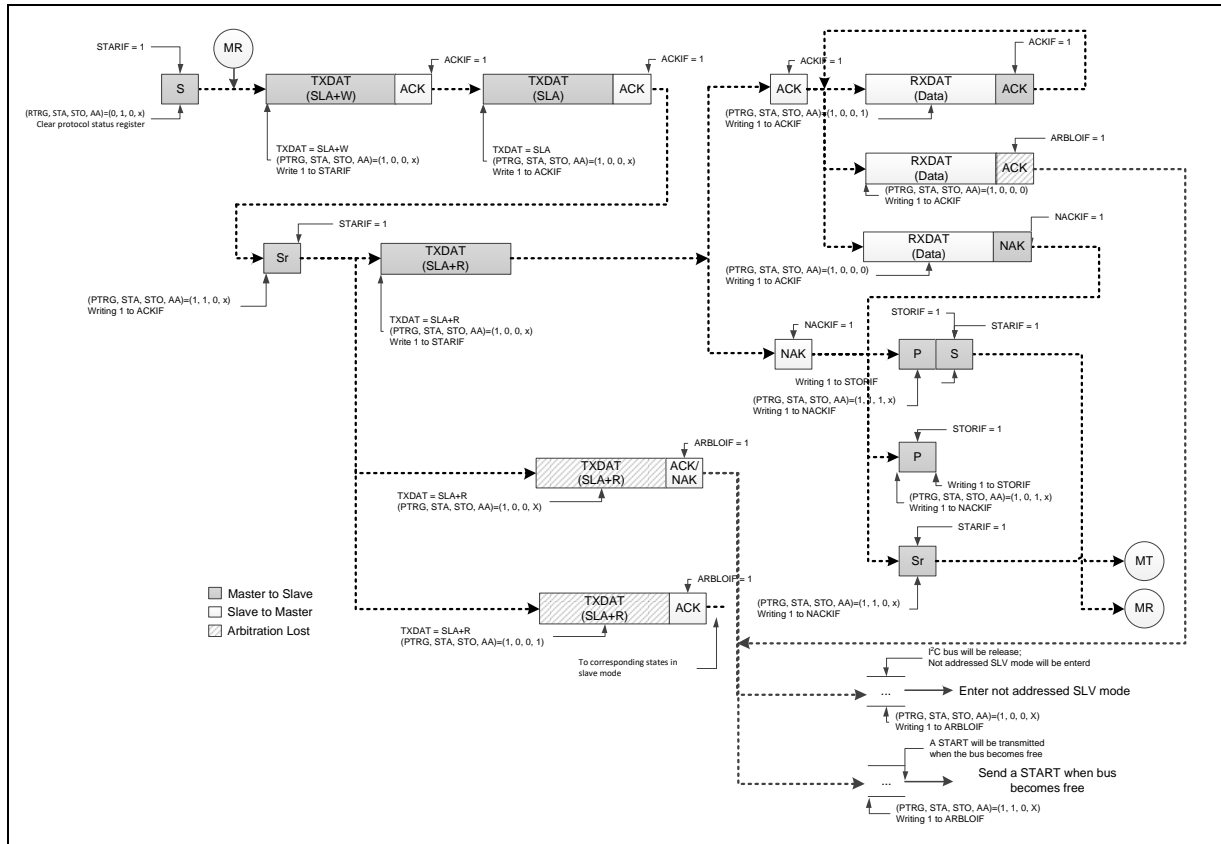 STARIF = 1
MR
S
(RTRG, STA, STO, AA)=(0, 1, 0, x)
Clear protocol status register
TXDAT
(SLA+W)
ACK
ACKIF = 1
TXDAT = SLA+W
(PTRG, STA, STO, AA)=(1, 0, 0, x)
Write 1 to STARIF
TXDAT
(SLA)
ACK
ACKIF = 1
TXDAT = SLA
(PTRG, STA, STO, AA)=(1, 0, 0, x)
Write 1 to ACKIF
ACKIF = 1
ACK
(PTRG, STA, STO, AA)=(1, 0, 0, 1)
Writing 1 to ACKIF
RXDAT
(Data)
ACK
ACKIF = 1
ARBLOIF = 1
RXDAT
(Data)
ACK
(PTRG, STA, STO, AA)=(1, 0, 0, 0)
Writing 1 to ACKIF
NACKIF = 1
RXDAT
(Data)
NAK
(PTRG, STA, STO, AA)=(1, 0, 0, 0)
Writing 1 to ACKIF
STARIF = 1
Sr
(PTRG, STA, STO, AA)=(1, 1, 0, x)
Writing 1 to ACKIF
TXDAT
(SLA+R)
TXDAT = SLA+R
(PTRG, STA, STO, AA)=(1, 0, 0, x)
Write 1 to STARIF
NACKIF = 1
NAK
STORIF = 1
STARIF = 1
P
S
Writing 1 to STORIF
(PTRG, STA, STO, AA)=(1, 1, 1, x)
Writing 1 to NACKIF
STORIF = 1
P
Writing 1 to STORIF
(PTRG, STA, STO, AA)=(1, 0, 1, x)
Writing 1 to NACKIF
STARIF = 1
Sr
(PTRG, STA, STO, AA)=(1, 1, 0, x)
Writing 1 to NACKIF
MT
MR
ARBLOIF = 1
TXDAT
(SLA+R)
ACK/
NAK
TXDAT = SLA+R
(PTRG, STA, STO, AA)=(1, 0, 0, X)
ARBLOIF = 1
TXDAT
(SLA+R)
ACK
TXDAT = SLA+R
(PTRG, STA, STO, AA)=(1, 0, 0, 1)
To corresponding states in
slave mode
Master to Slave
Slave to Master
Arbitration Lost
I²C bus will be release;
Not addressed SLV mode will be enterd
...
Enter not addressed SLV mode
(PTRG, STA, STO, AA)=(1, 0, 0, X)
Writing 1 to ARBLOIF
A START will be transmitted
when the bus becomes free
...
Send a START when bus
becomes free
(PTRG, STA, STO, AA)=(1, 1, 0, X)
Writing 1 to ARBLOIF